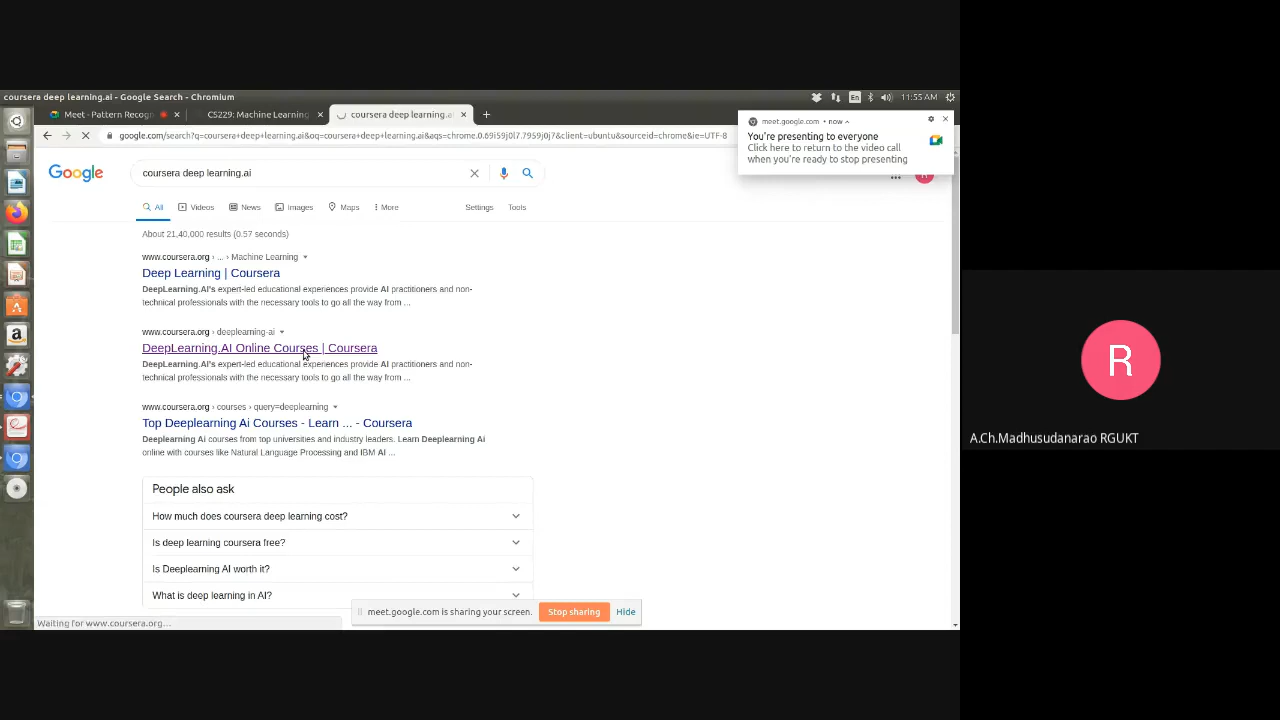 coursera deep learning.ai - Google Search - Chromium
En
11:55 AM
Meet - Pattern Recogn
CS229: Machine Learning
coursera deep learning.a
google.com/search?q=coursera+deep+learning.ai&oq=coursera+deep+learning.ai&aqs=chrome.0.69i59j0l7.7959j0j7&client=ubuntu&sourceid=chrome&ie=UTF-8
meet.google.com • now
You're presenting to everyone
Click here to return to the video call
when you're ready to stop presenting
Google
coursera deep learning.ai
All
Videos
News
Images
Maps
More
Settings
Tools
About 21,40,000 results (0.57 seconds)
www.coursera.org › ... › Machine Learning
Deep Learning | Coursera
DeepLearning.AI's expert-led educational experiences provide AI practitioners and non-
technical professionals with the necessary tools to go all the way from ...
www.coursera.org › deeplearning-ai
DeepLearning.AI Online Courses | Coursera
DeepLearning.AI's expert-led educational experiences provide AI practitioners and non-
technical professionals with the necessary tools to go all the way from ...
www.coursera.org › courses › query=deeplearning
Top Deeplearning Ai Courses - Learn ... - Coursera
Deeplearning Ai courses from top universities and industry leaders. Learn Deeplearning Ai
online with courses like Natural Language Processing and IBM AI ...
People also ask
How much does coursera deep learning cost?
Is deep learning coursera free?
Is Deeplearning AI worth it?
What is deep learning in AI?
meet.google.com is sharing your screen.
Stop sharing
Hide
Waiting for www.coursera.org...
R
A.Ch.Madhusudanarao RGUKT